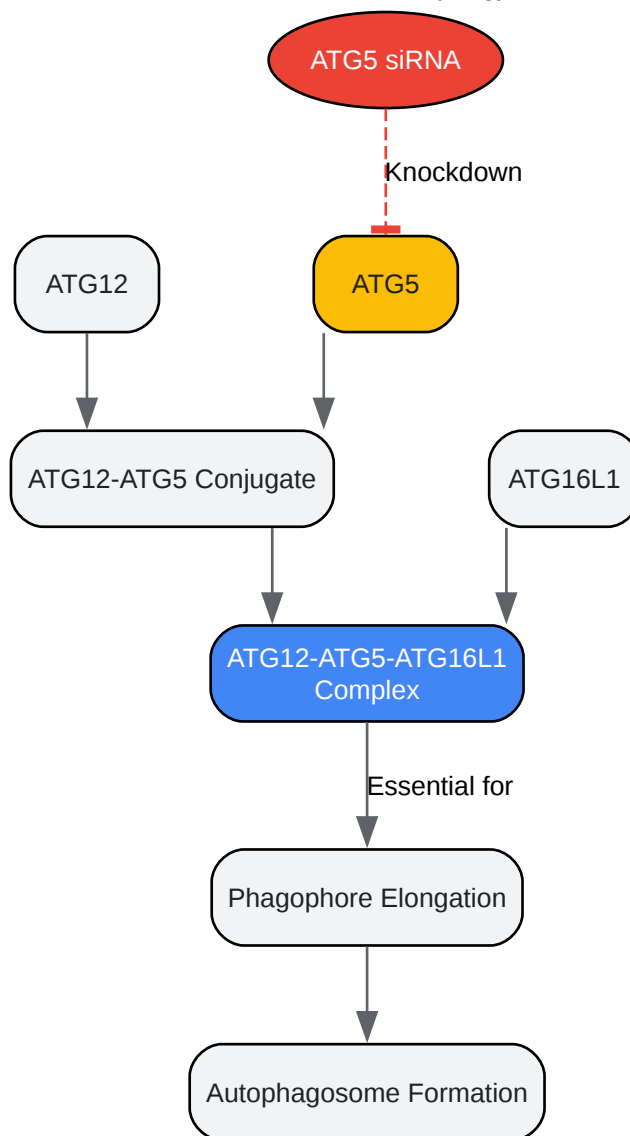 ATG5 siRNA
Knockdown
ATG12
ATG5
ATG12-ATG5 Conjugate
ATG16L1
ATG12-ATG5-ATG16L1
Complex
Essential for
Phagophore Elongation
Autophagosome Formation